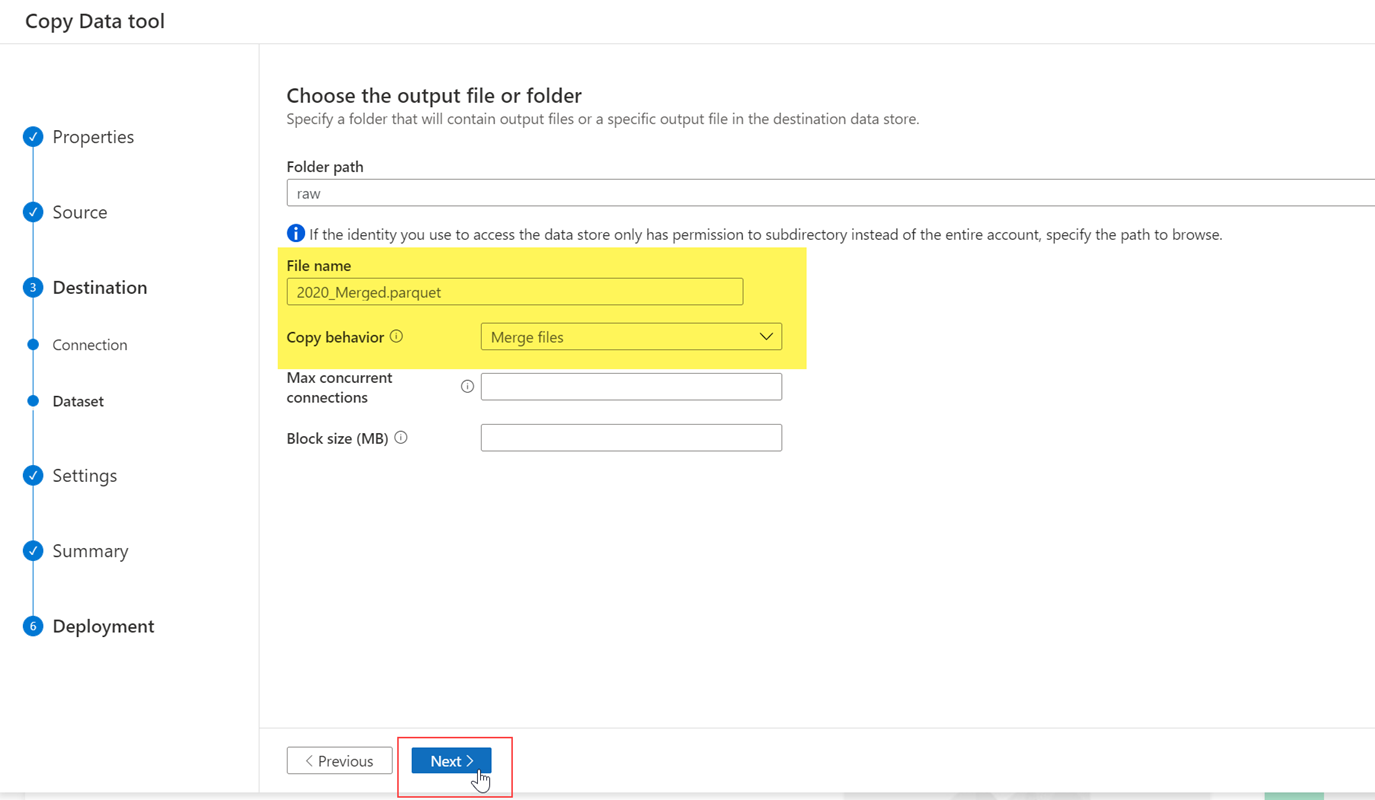 Copy Data tool
Properties
Source
3 Destination
Connection
Dataset
Settings
Summary
6 Deployment
Choose the output file or folder
Specify a folder that will contain output files or a specific output file in the destination data store.
Folder path
raw
If the identity you use to access the data store only has permission to subdirectory instead of the entire account, specify the path to browse.
File name
2020_Merged.parquet
Copy behavior Merge files
Max concurrent
connections
Block size (MB)
< Previous Next >